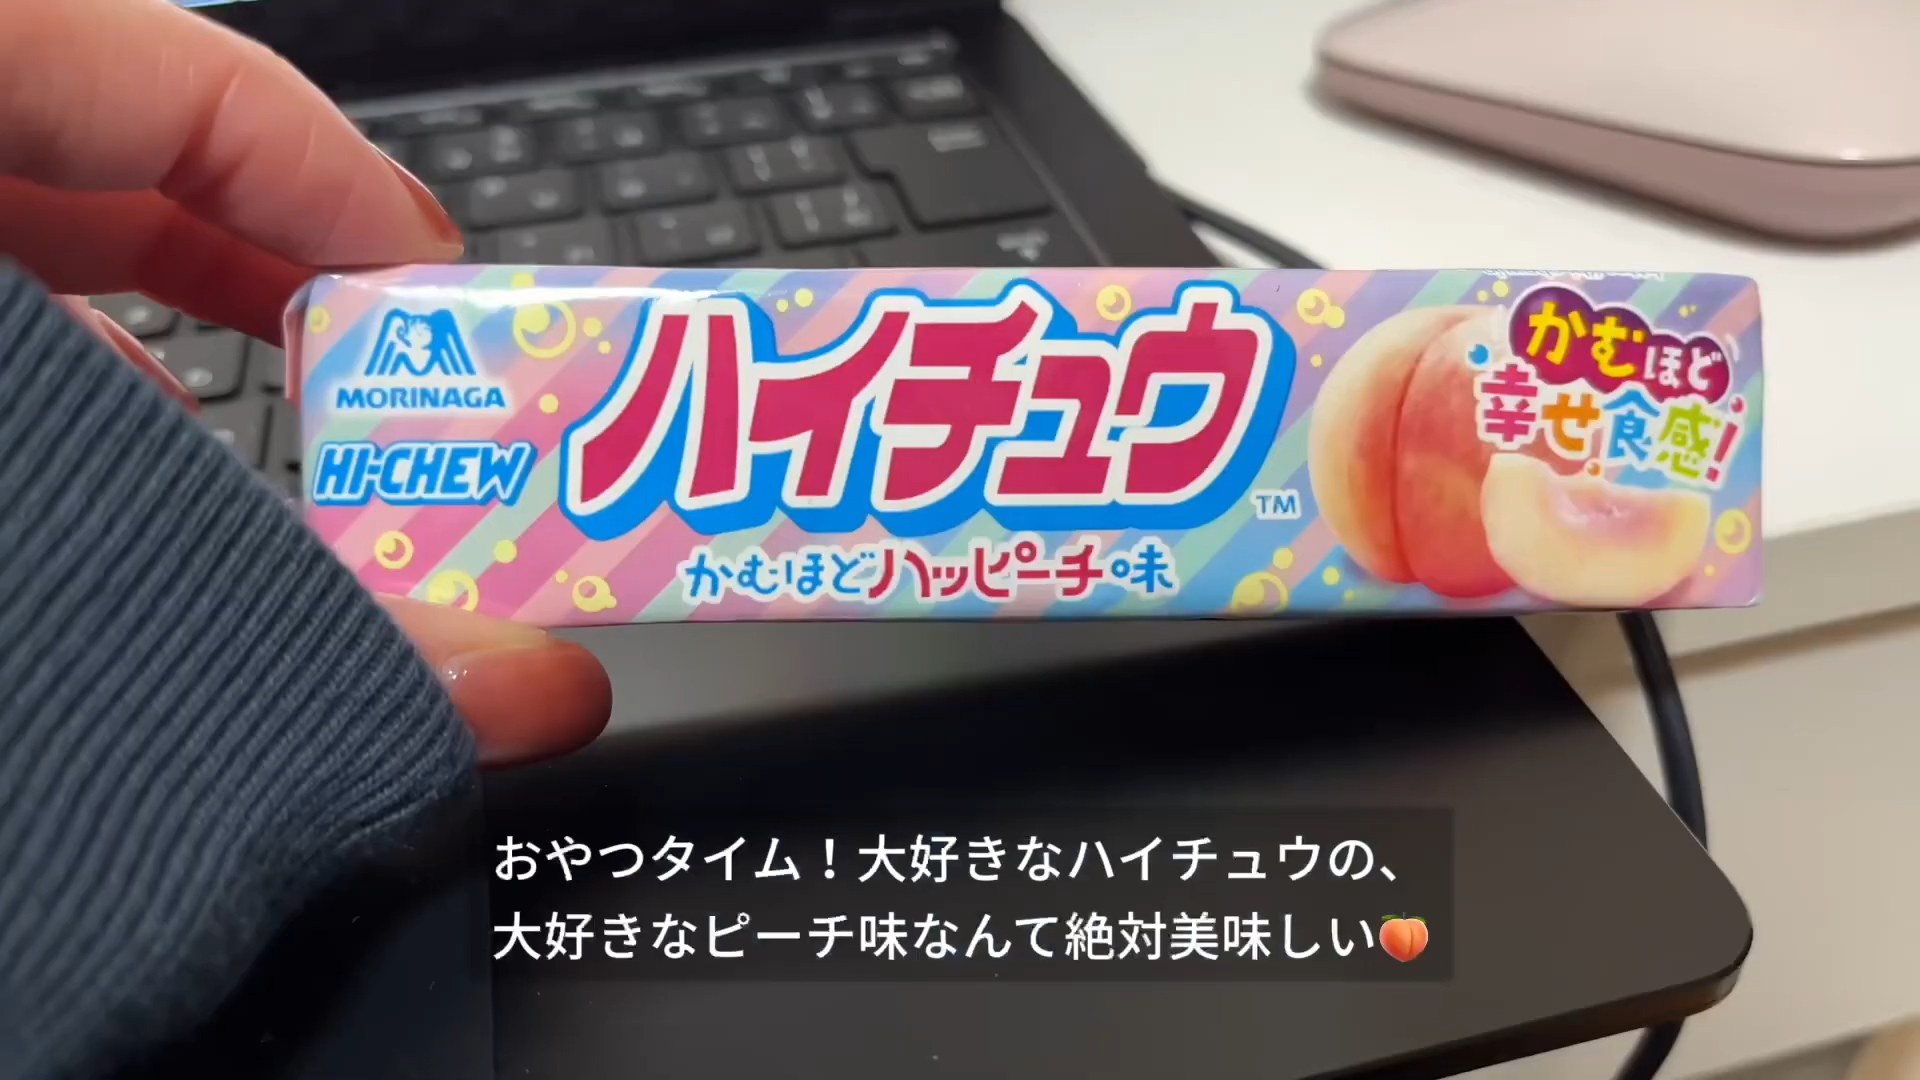 MORINAGA
HI-CHEW
ハイチュウ
TM
かむほどハッピーチ味
かむほど
幸せ食感!
おやつタイム！大好きなハイチュウの、
大好きなピーチ味なんて絶対美味しい🍑